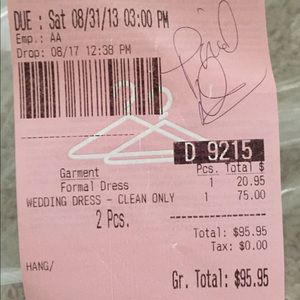 DUE : Sat 08/31/13 03:00 PM
Emp.: AA
Drop: 08/17 12:38 PM
Paid
D 9215
Garment Pcs. Total $
Formal Dress 1 20.95
WEDDING DRESS - CLEAN ONLY 1 75.00
2 Pcs.
Total: $95.95
Tax: $0.00
HANG/
Gr. Total: $95.95